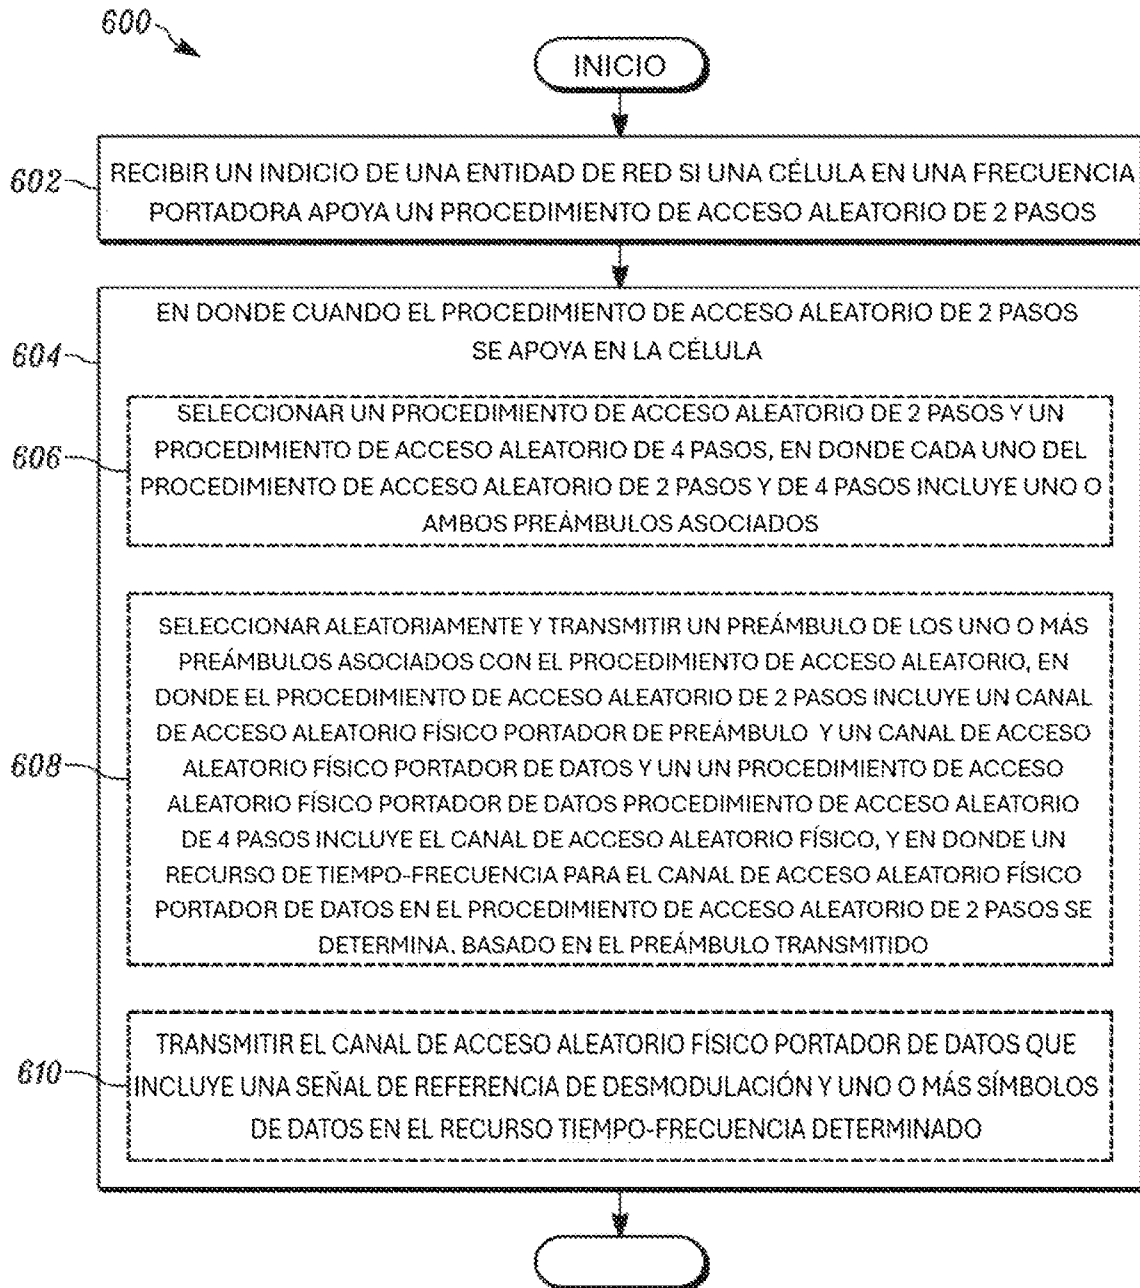 600
INICIO
602
RECIBIR UN INDICIO DE UNA ENTIDAD DE RED SI UNA CÉLULA EN UNA FRECUENCIA
PORTADORA APOYA UN PROCEDIMIENTO DE ACCESO ALEATORIO DE 2 PASOS
604
EN DONDE CUANDO EL PROCEDIMIENTO DE ACCESO ALEATORIO DE 2 PASOS
SE APOYA EN LA CÉLULA
606
SELECCIONAR UN PROCEDIMIENTO DE ACCESO ALEATORIO DE 2 PASOS Y UN
PROCEDIMIENTO DE ACCESO ALEATORIO DE 4 PASOS, EN DONDE CADA UNO DEL
PROCEDIMIENTO DE ACCESO ALEATORIO DE 2 PASOS Y DE 4 PASOS INCLUYE UNO O
AMBOS PREÁMBULOS ASOCIADOS
608
SELECCIONAR ALEATORIAMENTE Y TRANSMITIR UN PREÁMBULO DE LOS UNO O MÁS
PREÁMBULOS ASOCIADOS CON EL PROCEDIMIENTO DE ACCESO ALEATORIO, EN
DONDE EL PROCEDIMIENTO DE ACCESO ALEATORIO DE 2 PASOS INCLUYE UN CANAL
DE ACCESO ALEATORIO FÍSICO PORTADOR DE PREÁMBULO Y UN CANAL DE ACCESO
ALEATORIO FÍSICO PORTADOR DE DATOS Y UN UN PROCEDIMIENTO DE ACCESO
ALEATORIO FÍSICO PORTADOR DE DATOS PROCEDIMIENTO DE ACCESO ALEATORIO
DE 4 PASOS INCLUYE EL CANAL DE ACCESO ALEATORIO FÍSICO, Y EN DONDE UN
RECURSO DE TIEMPO-FRECUENCIA PARA EL CANAL DE ACCESO ALEATORIO FÍSICO
PORTADOR DE DATOS EN EL PROCEDIMIENTO DE ACCESO ALEATORIO DE 2 PASOS SE
DETERMINA. BASADO EN EL PREÁMBULO TRANSMITIDO
610
TRANSMITIR EL CANAL DE ACCESO ALEATORIO FÍSICO PORTADOR DE DATOS QUE
INCLUYE UNA SEÑAL DE REFERENCIA DE DESMODULACIÓN Y UNO O MÁS SÍMBOLOS
DE DATOS EN EL RECURSO TIEMPO-FRECUENCIA DETERMINADO